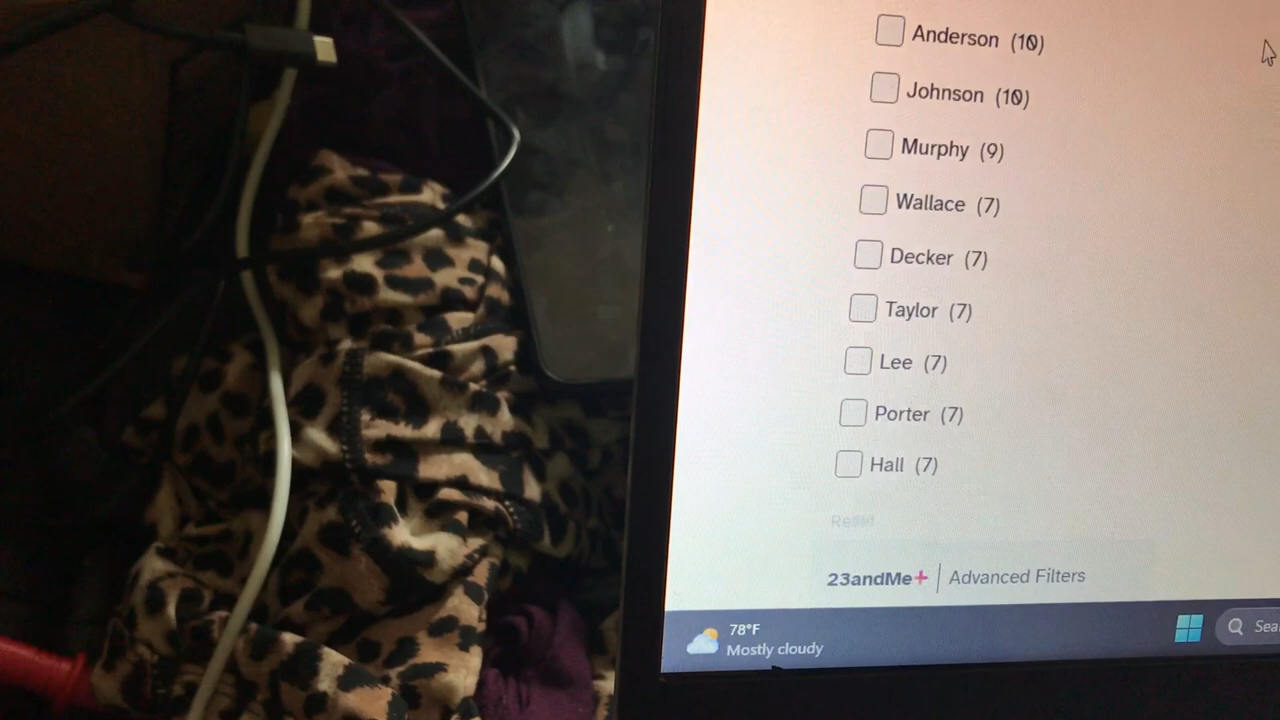 Anderson (10)
Johnson (10)
Murphy (9)
Wallace (7)
Decker (7)
Taylor (7)
Lee (7)
Porter (7)
Hall (7)
23andMe+ | Advanced Filters
78°F
Mostly cloudy